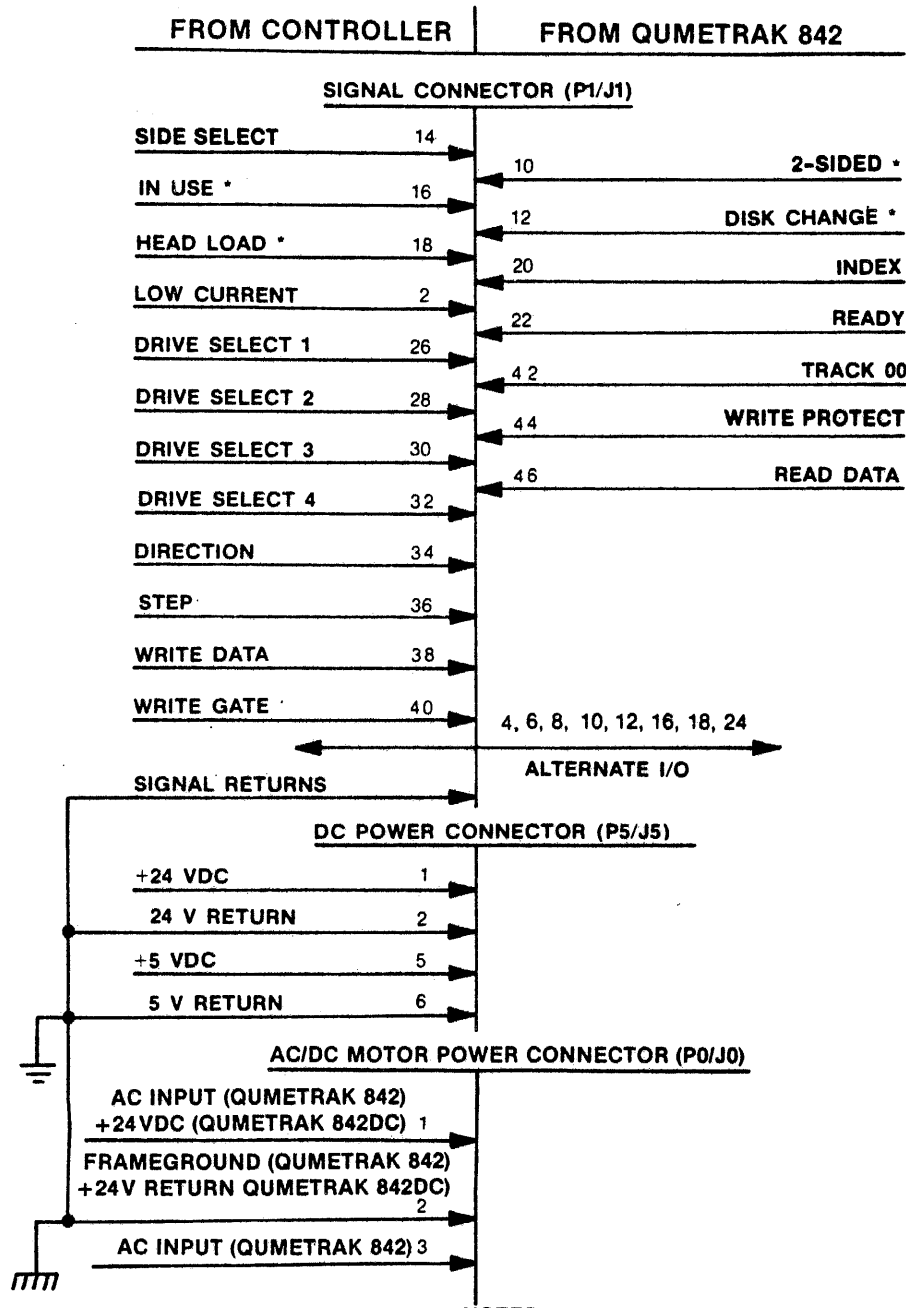 FROM CONTROLLER
FROM QUMETRAK 842
SIGNAL CONNECTOR (P1/J1)
SIDE SELECT 14
10 2-SIDED *
IN USE * 16
12 DISK CHANGE *
HEAD LOAD * 18
20 INDEX
LOW CURRENT 2
22 READY
DRIVE SELECT 1 26
42 TRACK 00
DRIVE SELECT 2 28
44 WRITE PROTECT
DRIVE SELECT 3 30
46 READ DATA
DRIVE SELECT 4 32
DIRECTION 34
STEP 36
WRITE DATA 38
WRITE GATE 40
4, 6, 8, 10, 12, 16, 18, 24
ALTERNATE I/O
SIGNAL RETURNS
DC POWER CONNECTOR (P5/J5)
+24 VDC 1
24 V RETURN 2
+5 VDC 5
5 V RETURN 6
AC/DC MOTOR POWER CONNECTOR (P0/J0)
AC INPUT (QUMETRAK 842)
+24VDC (QUMETRAK 842DC) 1
FRAMEGROUND (QUMETRAK 842)
+24V RETURN QUMETRAK 842DC)
2
AC INPUT (QUMETRAK 842) 3